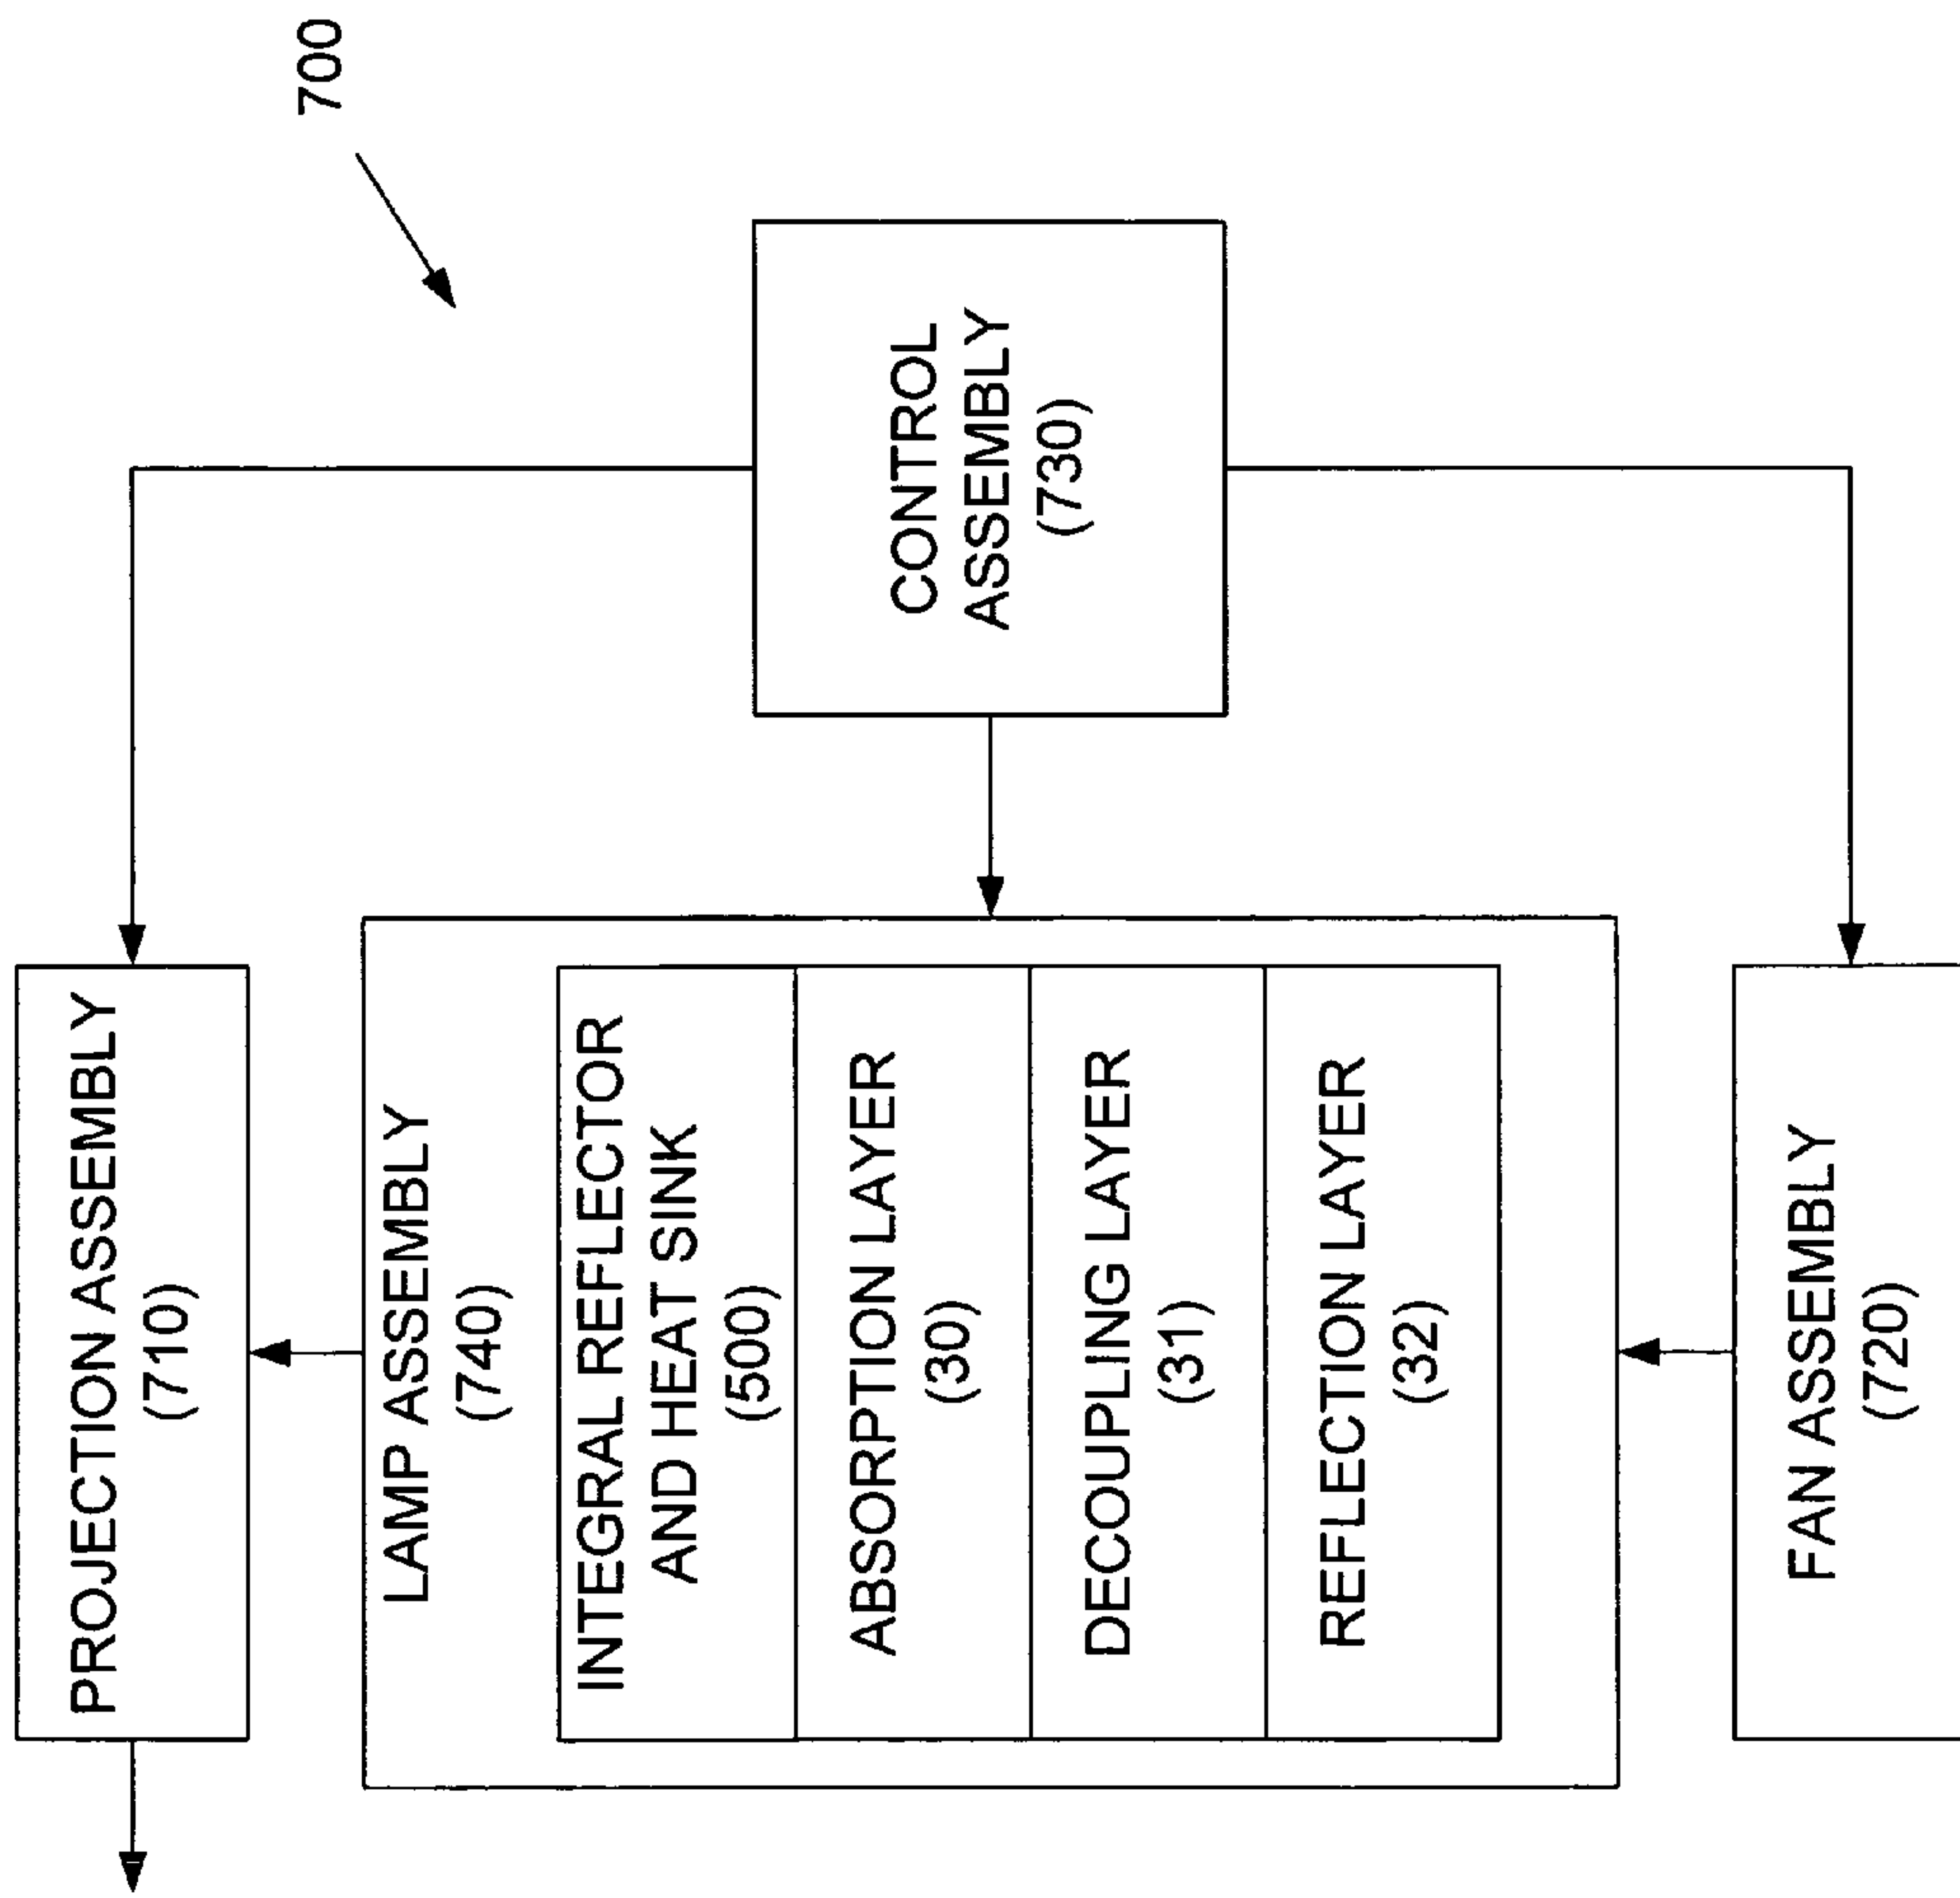 700
CONTROL
ASSEMBLY
(730)
PROJECTION ASSEMBLY
(710)
LAMP ASSEMBLY
(740)
INTEGRAL REFLECTOR
AND HEAT SINK
(500)
ABSORPTION LAYER
(30)
DECOUPLING LAYER
(31)
REFLECTION LAYER
(32)
FAN ASSEMBLY
(720)